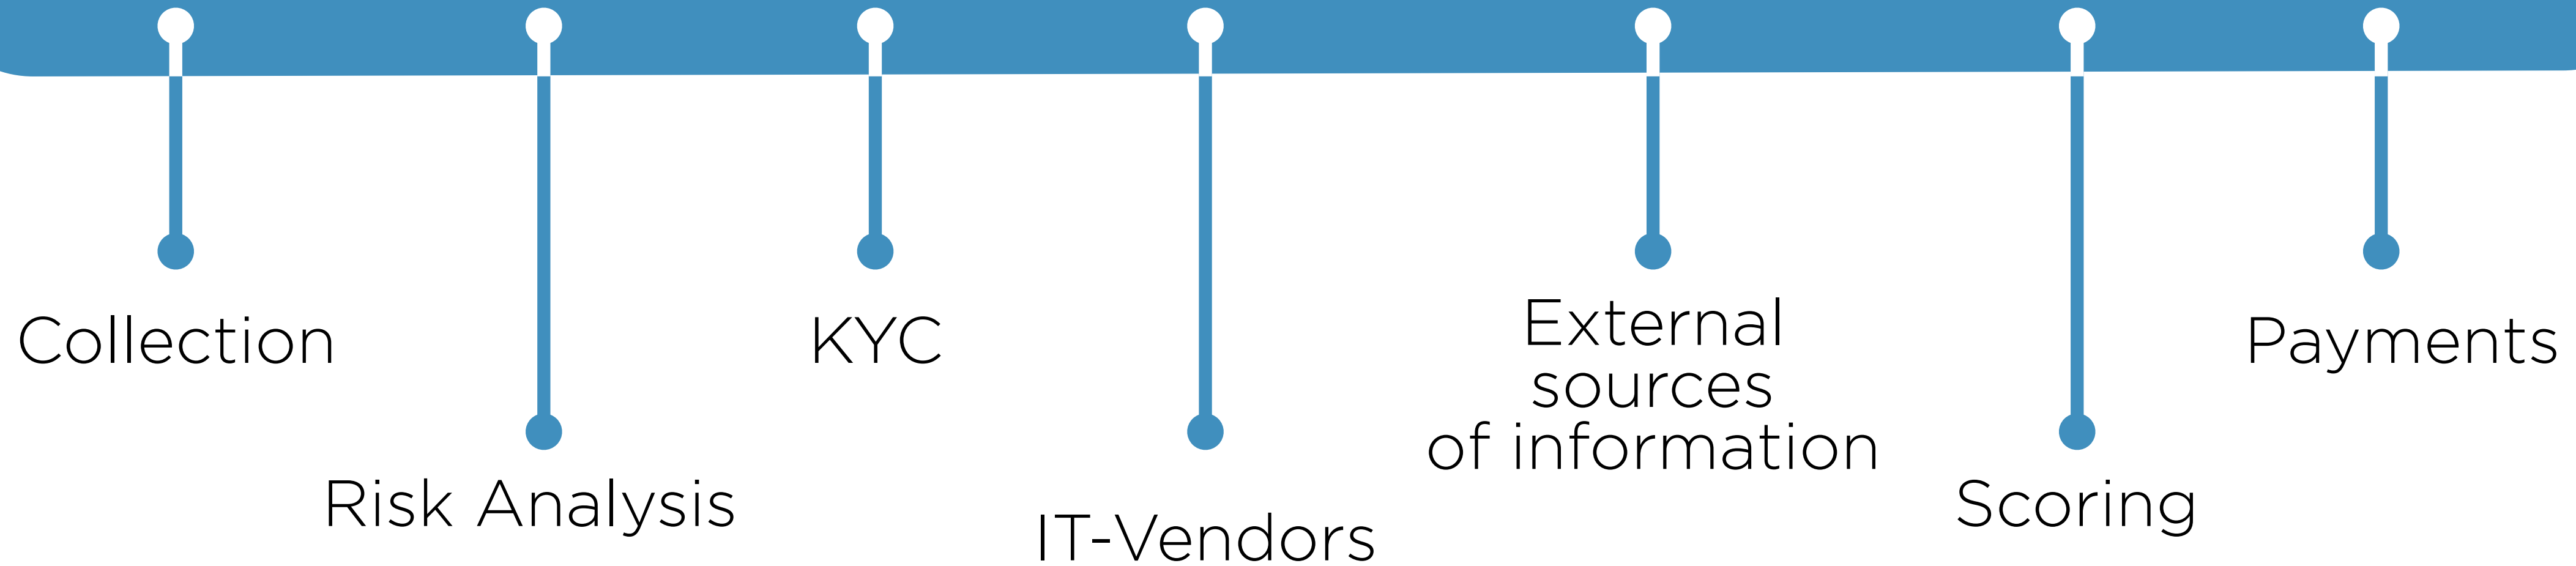 Collection
Risk Analysis
KYC
IT-Vendors
External
sources
of information
Scoring
Payments